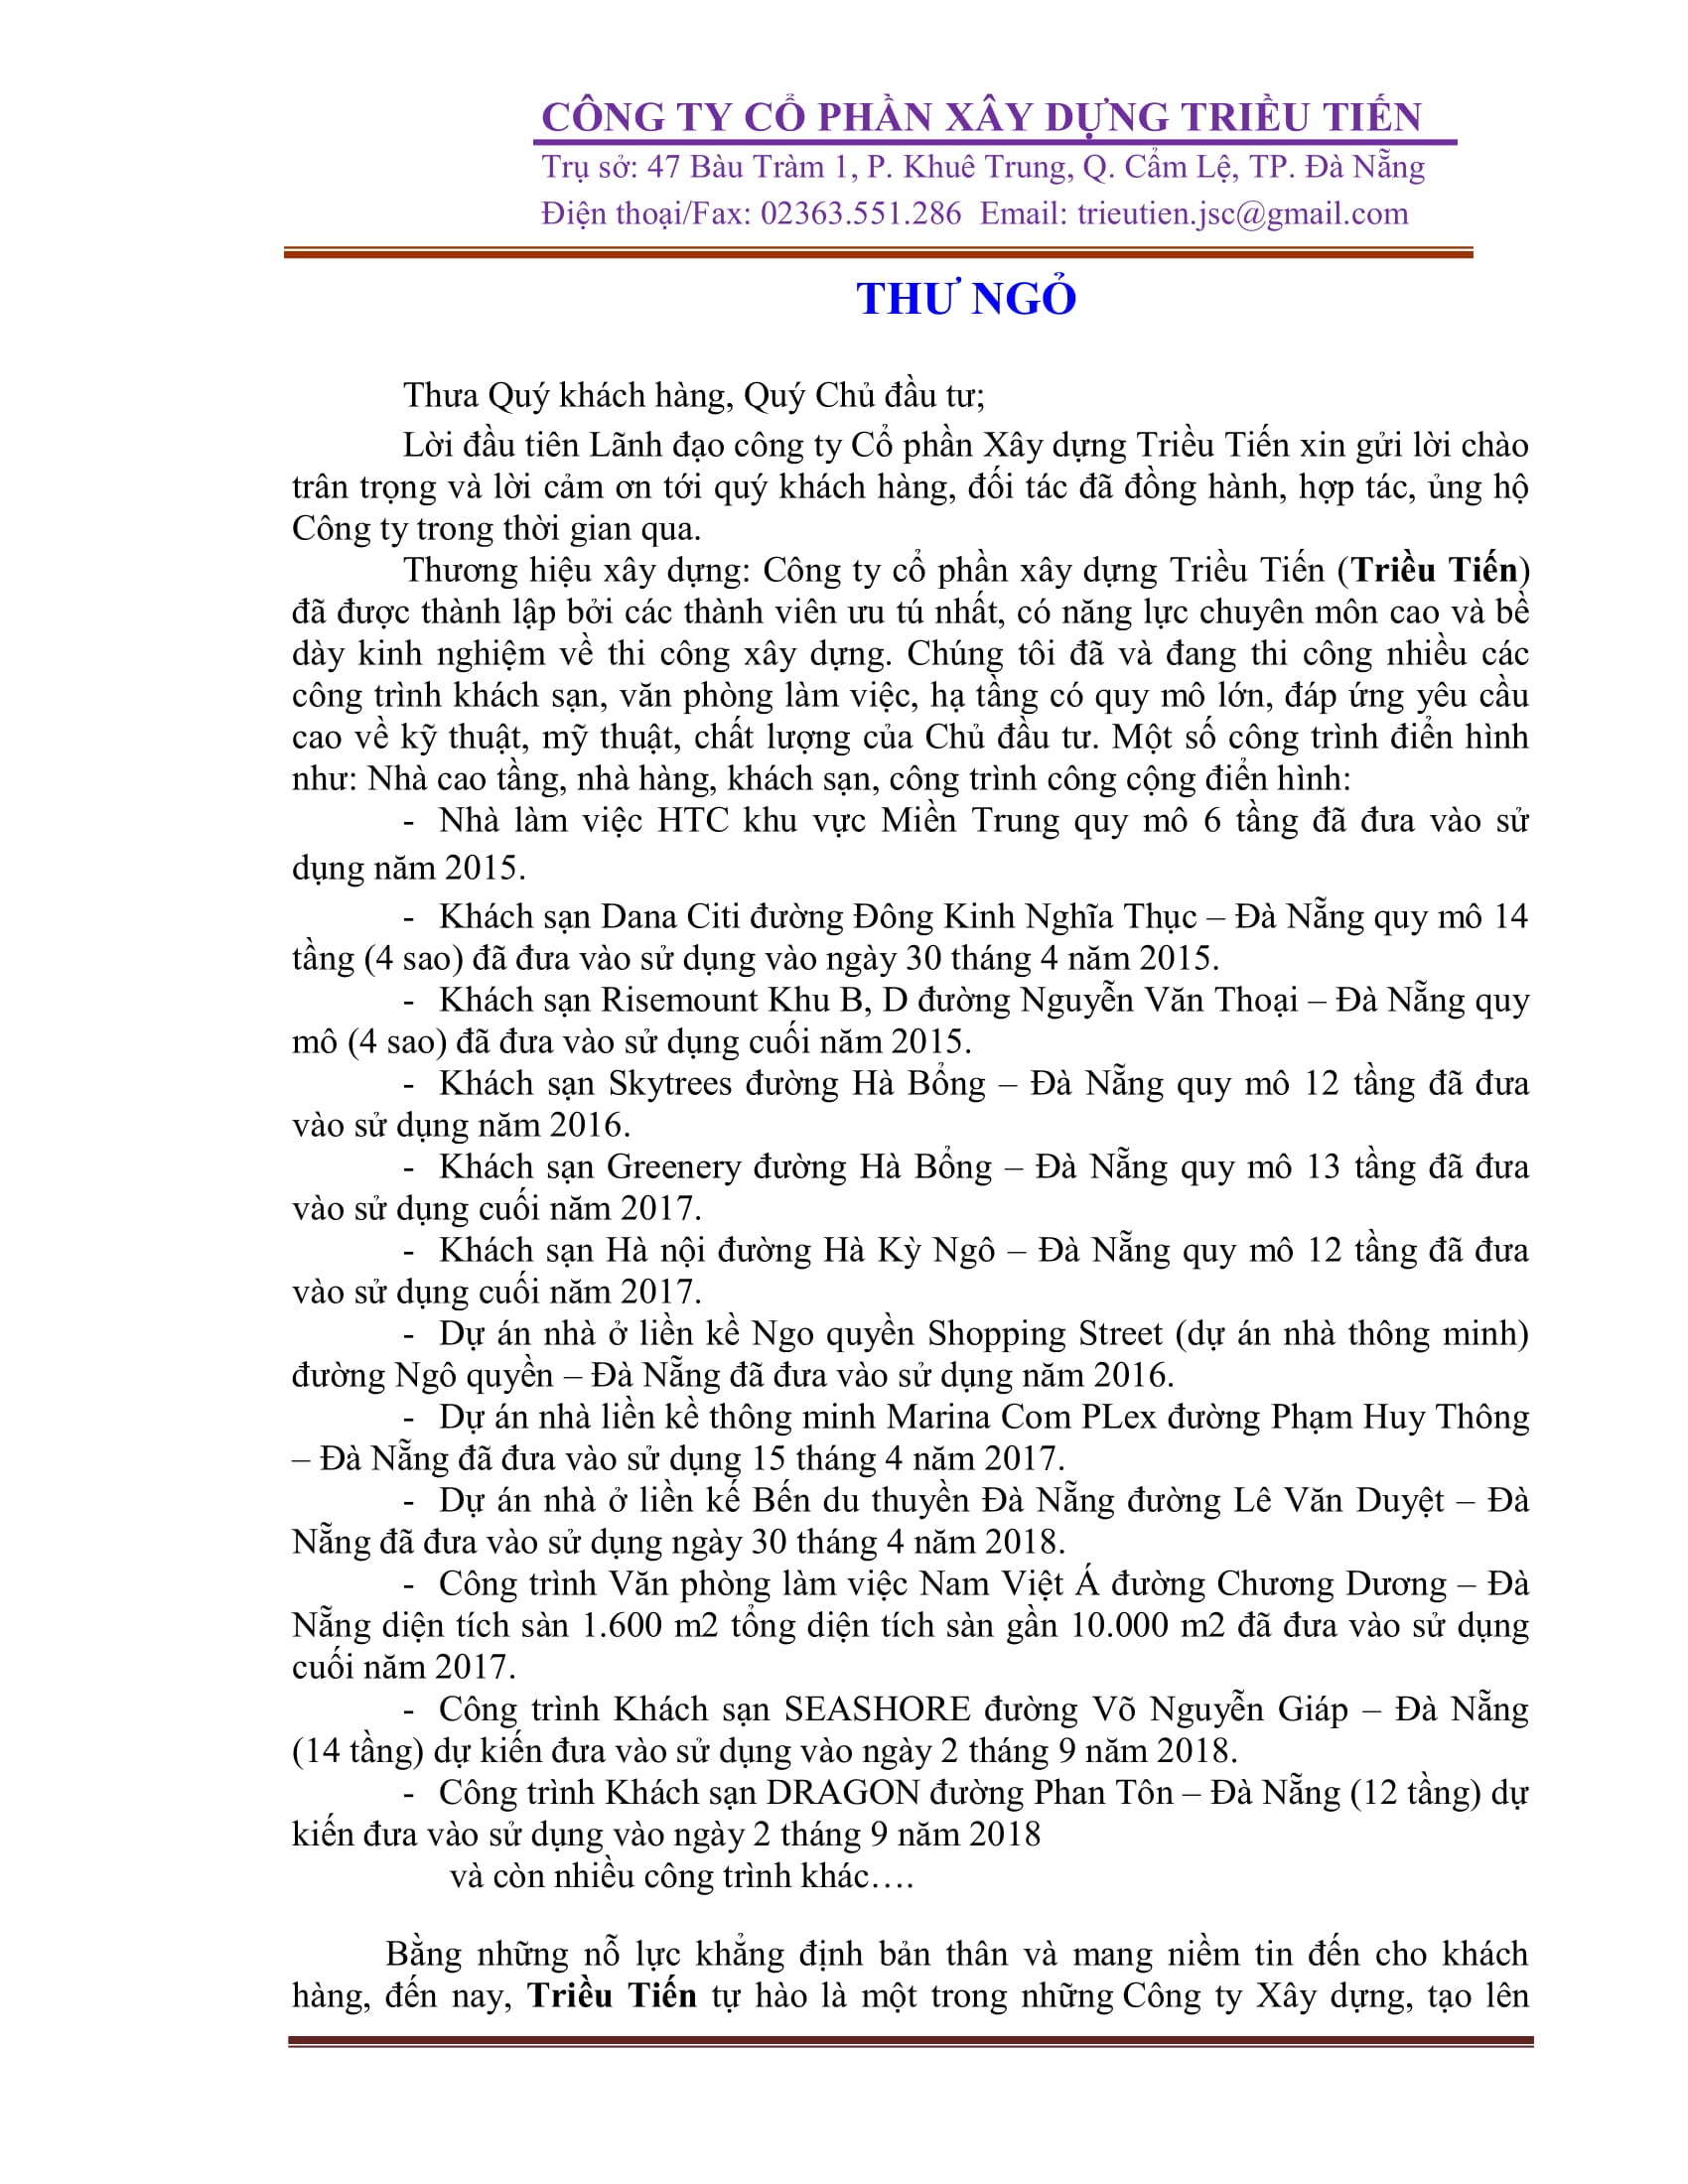 CÔNG TY CỔ PHẦN XÂY DỰNG TRIỀU TIẾN
Trụ sở: 47 Bàu Tràm 1, P. Khuê Trung, Q. Cẩm Lệ, TP. Đà Nẵng
Điện thoại/Fax: 02363.551.286 Email: trieutien.jsc@gmail.com
THƯ NGỎ
Thưa Quý khách hàng, Quý Chủ đầu tư;
Lời đầu tiên Lãnh đạo công ty Cổ phần Xây dựng Triều Tiến xin gửi lời chào
trân trọng và lời cảm ơn tới quý khách hàng, đối tác đã đồng hành, hợp tác, ủng hộ
Công ty trong thời gian qua.
Thương hiệu xây dựng: Công ty cổ phần xây dựng Triều Tiến (Triều Tiến)
đã được thành lập bởi các thành viên ưu tú nhất, có năng lực chuyên môn cao và bề
dày kinh nghiệm về thi công xây dựng. Chúng tôi đã và đang thi công nhiều các
công trình khách sạn, văn phòng làm việc, hạ tầng có quy mô lớn, đáp ứng yêu cầu
cao về kỹ thuật, mỹ thuật, chất lượng của Chủ đầu tư. Một số công trình điển hình
như: Nhà cao tầng, nhà hàng, khách sạn, công trình công cộng điển hình:
- Nhà làm việc HTC khu vực Miền Trung quy mô 6 tầng đã đưa vào sử
dụng năm 2015.
- Khách sạn Dana Citi đường Đông Kinh Nghĩa Thục – Đà Nẵng quy mô 14
tầng (4 sao) đã đưa vào sử dụng vào ngày 30 tháng 4 năm 2015.
- Khách sạn Risemount Khu B, D đường Nguyễn Văn Thoại – Đà Nẵng quy
mô (4 sao) đã đưa vào sử dụng cuối năm 2015.
- Khách sạn Skytrees đường Hà Bổng – Đà Nẵng quy mô 12 tầng đã đưa
vào sử dụng năm 2016.
- Khách sạn Greenery đường Hà Bổng – Đà Nẵng quy mô 13 tầng đã đưa
vào sử dụng cuối năm 2017.
- Khách sạn Hà nội đường Hà Kỳ Ngô – Đà Nẵng quy mô 12 tầng đã đưa
vào sử dụng cuối năm 2017.
- Dự án nhà ở liền kề Ngo quyền Shopping Street (dự án nhà thông minh)
đường Ngô quyền – Đà Nẵng đã đưa vào sử dụng năm 2016.
- Dự án nhà liền kề thông minh Marina Com PLex đường Phạm Huy Thông
– Đà Nẵng đã đưa vào sử dụng 15 tháng 4 năm 2017.
- Dự án nhà ở liền kế Bến du thuyền Đà Nẵng đường Lê Văn Duyệt – Đà
Nẵng đã đưa vào sử dụng ngày 30 tháng 4 năm 2018.
- Công trình Văn phòng làm việc Nam Việt Á đường Chương Dương – Đà
Nẵng diện tích sàn 1.600 m2 tổng diện tích sàn gần 10.000 m2 đã đưa vào sử dụng
cuối năm 2017.
- Công trình Khách sạn SEASHORE đường Võ Nguyễn Giáp – Đà Nẵng
(14 tầng) dự kiến đưa vào sử dụng vào ngày 2 tháng 9 năm 2018.
- Công trình Khách sạn DRAGON đường Phan Tôn – Đà Nẵng (12 tầng) dự
kiến đưa vào sử dụng vào ngày 2 tháng 9 năm 2018
và còn nhiều công trình khác….
Bằng những nỗ lực khẳng định bản thân và mang niềm tin đến cho khách
hàng, đến nay, Triều Tiến tự hào là một trong những Công ty Xây dựng, tạo lên